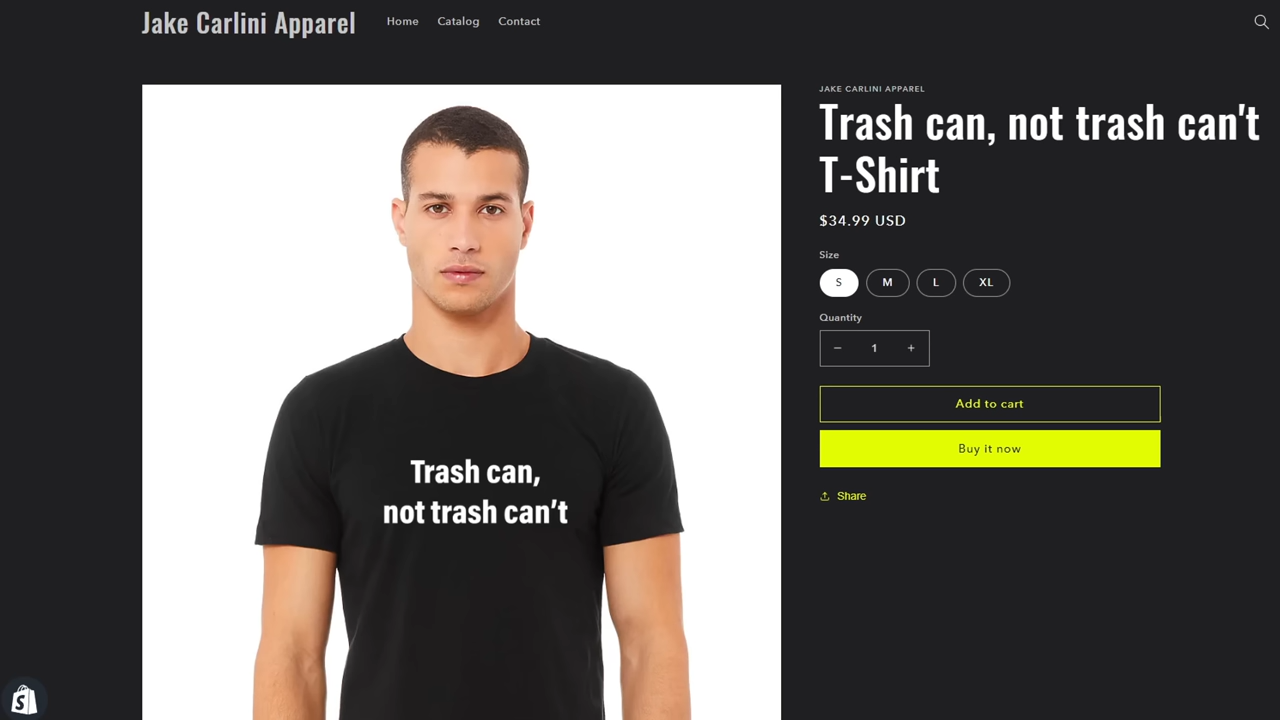 Jake Carlini Apparel
Home Catalog Contact
JAKE CARLINI APPAREL
Trash can, not trash can't
T-Shirt
$34.99 USD
Size
S M L XL
Quantity
− 1 +
Add to cart
Buy it now
Share
Trash can,
not trash can't
S